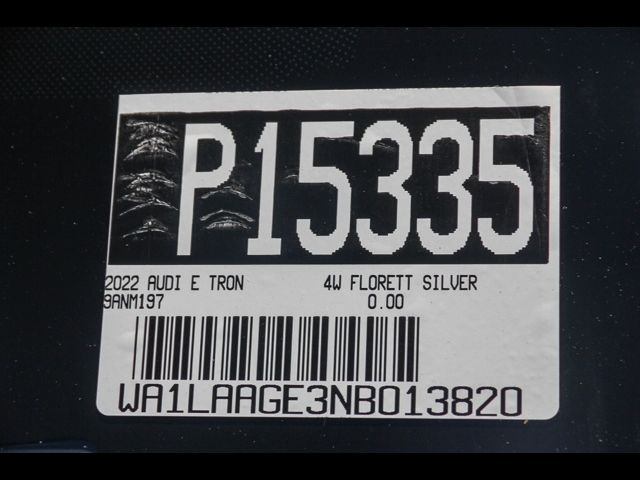 P15335
2022 AUDI E TRON 4W FLORETT SILVER
9ANM197 0.00
WA1LAAGE3NB013820